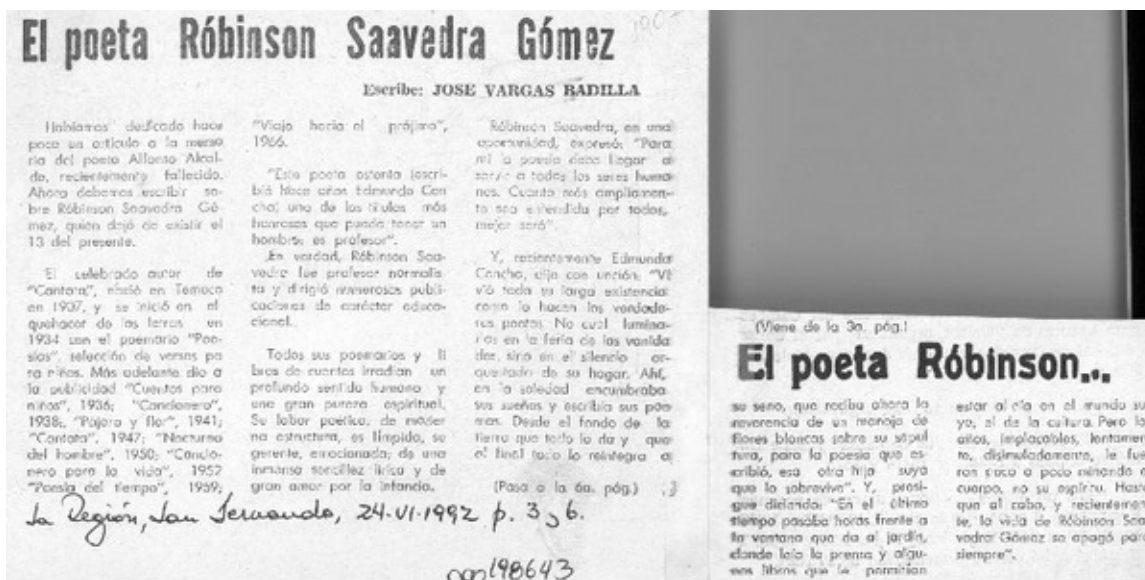 El poeta Róbinson Saavedra Gómez
Escribe: JOSE VARGAS BADILLA
Habíamos dedicado hace
poco un artículo a la memo
ria del poeta Alfonso Alcal-
de, recientemente fallecido.
Ahora debemos escribir so-
bre Róbinson Saavedra Gó-
mez, quien dejó de existir el
13 del presente.
El celebrado autor de
"Cantora", nació en Temuco
en 1907, y se inició en el
quehacer de las letras en
1934 con el poemario "Poe-
sías", selección de versos pa
ra niños. Más adelante dio a
la publicidad "Cuentos para
niños", 1936; "Cancionero",
1938; "Pájaro y flor", 1941;
"Cantata", 1947; "Nocturno
del hombre", 1950; "Cancio-
nero para la vida", 1952
"Poesía del tiempo", 1959;
"Viaje hacia el prójimo",
1966.
"Este poeta ostenta (escri-
bió hace años Edmundo Con
cha) uno de los títulos más
honrosos que puede tener un
hombre: es profesor".
En verdad, Róbinson Saa-
vedra fue profesor normalis-
ta y dirigió numerosas publi-
caciones de carácter educa-
cional.
Todos sus poemarios y li
bros de cuentos irradian un
profundo sentido humano y
una gran pureza espiritual.
Su labor poética, de moder
na estructura, es límpida, su
gerente, emocionada; de una
inmensa sencillez lírica y de
gran amor por la infancia.
Róbinson Saavedra, en una
oportunidad, expresó: "Para
mí la poesía debe llegar a
servir a todos los seres huma
nos. Cuanto más ampliamen-
te sea entendida por todos,
mejor será".
Y, recientemente Edmundo
Concha, dijo con unción: "Vi
vió toda su larga existencia
como lo hacen los verdade-
ros poetas. No cual lumina-
rias en la feria de las vanida
des, sino en el silencio or-
questado de su hogar. Ahí,
en la soledad encumbraba
sus sueños y escribía sus poe
mas. Desde el fondo de la
tierra que todo lo da y que
al final todo lo reintegra a
(Pasa a la 6a. pág.)
La Región, San Fernando, 24-VI-1992 p. 3 y 6.
198643
(Viene de la 3a. pág.)
El poeta Róbinson...
su seno, que reciba ahora la
reverencia de un manojo de
flores blancas sobre su sepul
tura, para la poesía que es-
cribió, esa otra hija suya
que lo sobrevive". Y, prosi-
gue diciendo: "En el último
tiempo pasaba horas frente a
la ventana que da al jardín,
donde leía la prensa y algu-
nos libros que le permitían
estar al día en el mundo su
yo, el de la cultura. Pero los
años, implacables, lentamen
te, disimuladamente, le fue
ron poco a poco minando el
cuerpo, no su espíritu. Hasta
que al cabo, y recientemen
te, la vida de Róbinson Saa
vedra Gómez se apagó para
siempre".